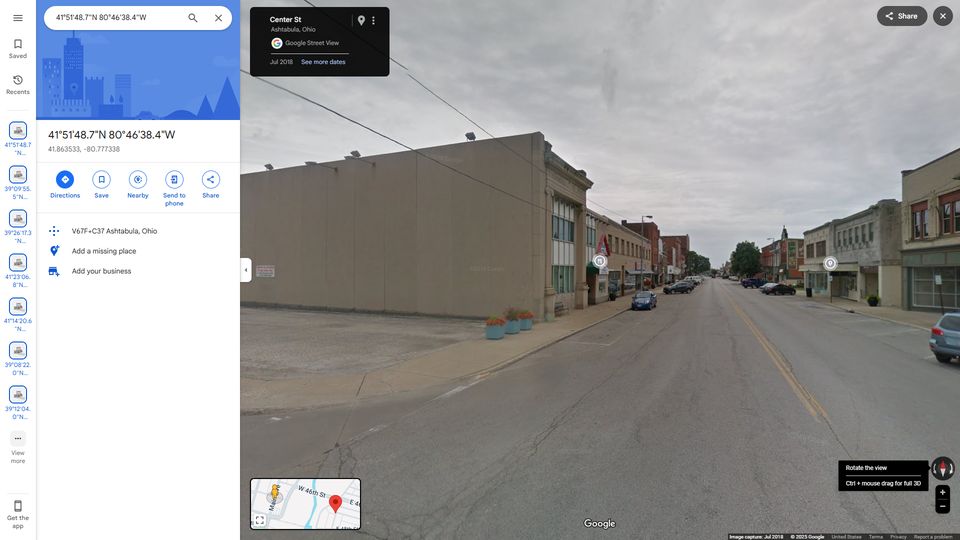 41°51'48.7"N 80°46'38.4"W
Saved
Recents
41°51'48.7
"N...
39°09'55.
5"N...
39°26'17.3
"N...
41°23'06.
8"N...
41°14'20.6
"N...
39°08'22.
0"N...
39°12'04.
0"N...
View
more
Get the
app
41°51'48.7"N 80°46'38.4"W
41.863533, -80.777338
Directions
Save
Nearby
Send to
phone
Share
V67F+C37 Ashtabula, Ohio
Add a missing place
Add your business
Center St
Ashtabula, Ohio
Google Street View
Jul 2018 See more dates
Share
W 46th St
Main Ave
Rotate the view
Ctrl + mouse drag for full 3D
Google
Image capture: Jul 2018 © 2025 Google United States Terms Privacy Report a problem